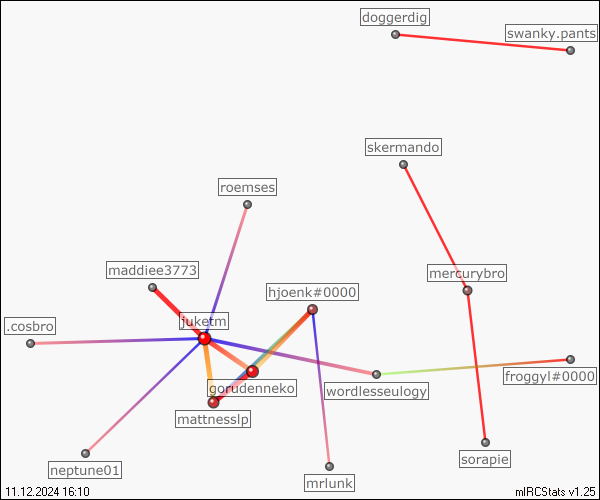 doggerdig
swanky.pants
skermando
roemses
maddiee3773
mercurybro
hjoenk#0000
.cosbro
juketm
gorudenneko
wordlesseulogy
froggyl#0000
mattnesslp
neptune01
sorapie
mrlunk
11.12.2024 16:10
mIRCStats v1.25